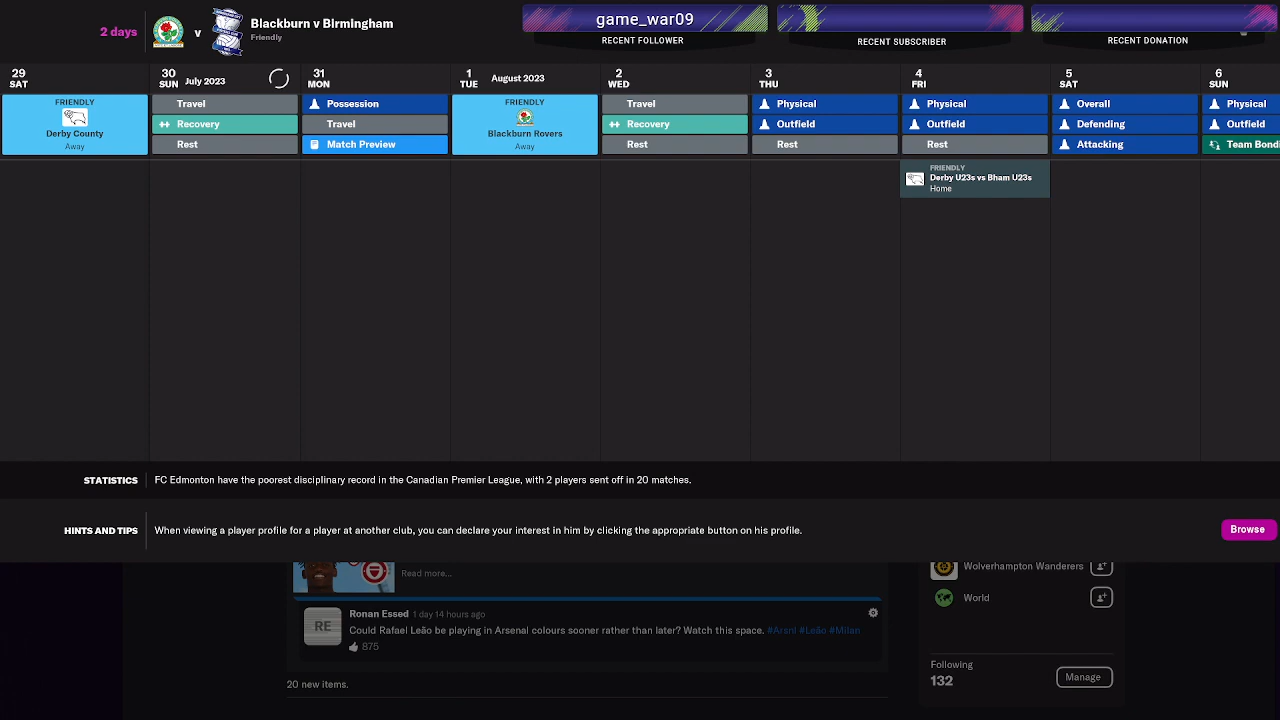 2 days
v
Blackburn v Birmingham
Friendly
game_war09
RECENT FOLLOWER
RECENT SUBSCRIBER
RECENT DONATION
29
SAT
30
SUN July 2023
31
MON
1
TUE August 2023
2
WED
3
THU
4
FRI
5
SAT
6
SUN
FRIENDLY
Derby County
Away
Travel
Recovery
Rest
Possession
Travel
Match Preview
FRIENDLY
Blackburn Rovers
Away
Travel
Recovery
Rest
Physical
Outfield
Rest
Physical
Outfield
Rest
Overall
Defending
Attacking
Physical
Outfield
Team Bondi
FRIENDLY
Derby U23s vs Bham U23s
Home
STATISTICS
FC Edmonton have the poorest disciplinary record in the Canadian Premier League, with 2 players sent off in 20 matches.
HINTS AND TIPS
When viewing a player profile for a player at another club, you can declare your interest in him by clicking the appropriate button on his profile.
Browse
Read more...
Wolverhampton Wanderers
World
RE
Ronan Essed 1 day 14 hours ago
Could Rafael Leão be playing in Arsenal colours sooner rather than later? Watch this space. #Arsnl #Leão #Milan
875
20 new items.
Following
132
Manage